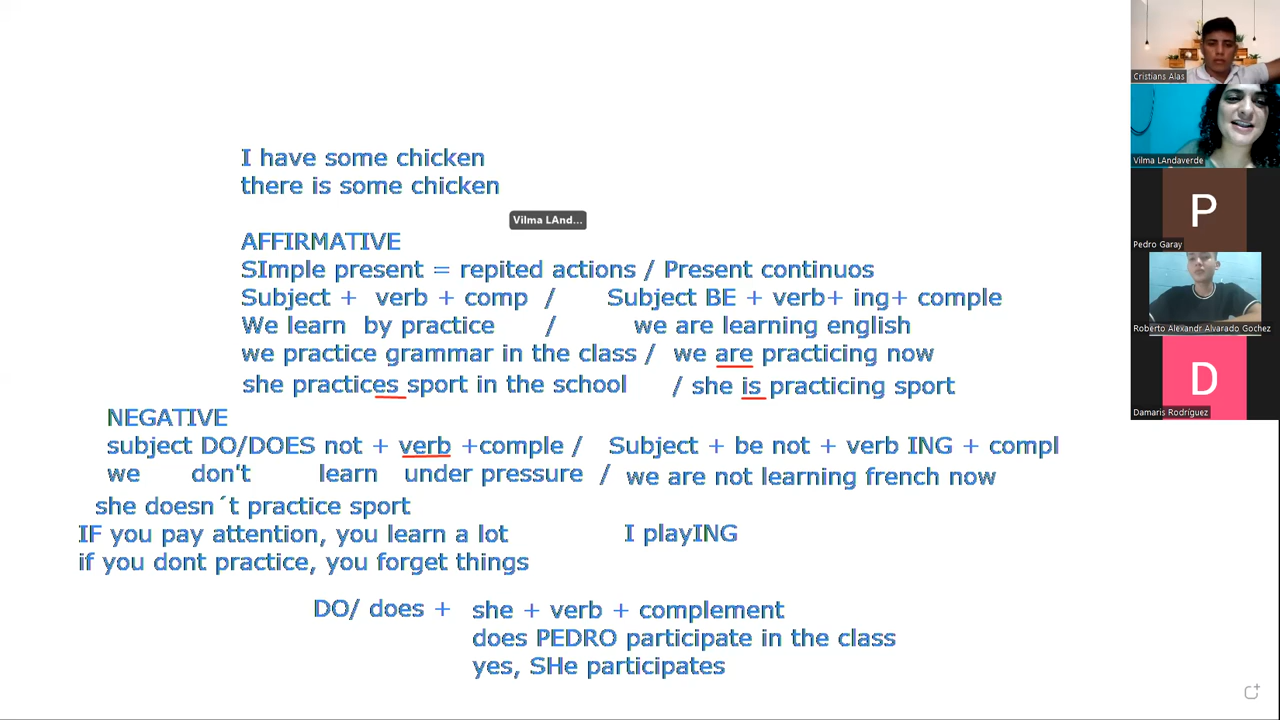 I have some chicken
there is some chicken
Vilma LAnd...
AFFIRMATIVE
SImple present = repited actions / Present continuos
Subject + verb + comp / Subject BE + verb+ ing+ comple
We learn by practice / we are learning english
we practice grammar in the class / we are practicing now
she practices sport in the school / she is practicing sport
NEGATIVE
subject DO/DOES not + verb +comple / Subject + be not + verb ING + compl
we don't learn under pressure / we are not learning french now
she doesn´t practice sport
IF you pay attention, you learn a lot I playING
if you dont practice, you forget things
DO/ does + she + verb + complement
does PEDRO participate in the class
yes, SHe participates
Cristians Alas
Vilma LAndaverde
P
Pedro Garay
Roberto Alexandr Alvarado Gochez
D
Damaris Rodríguez